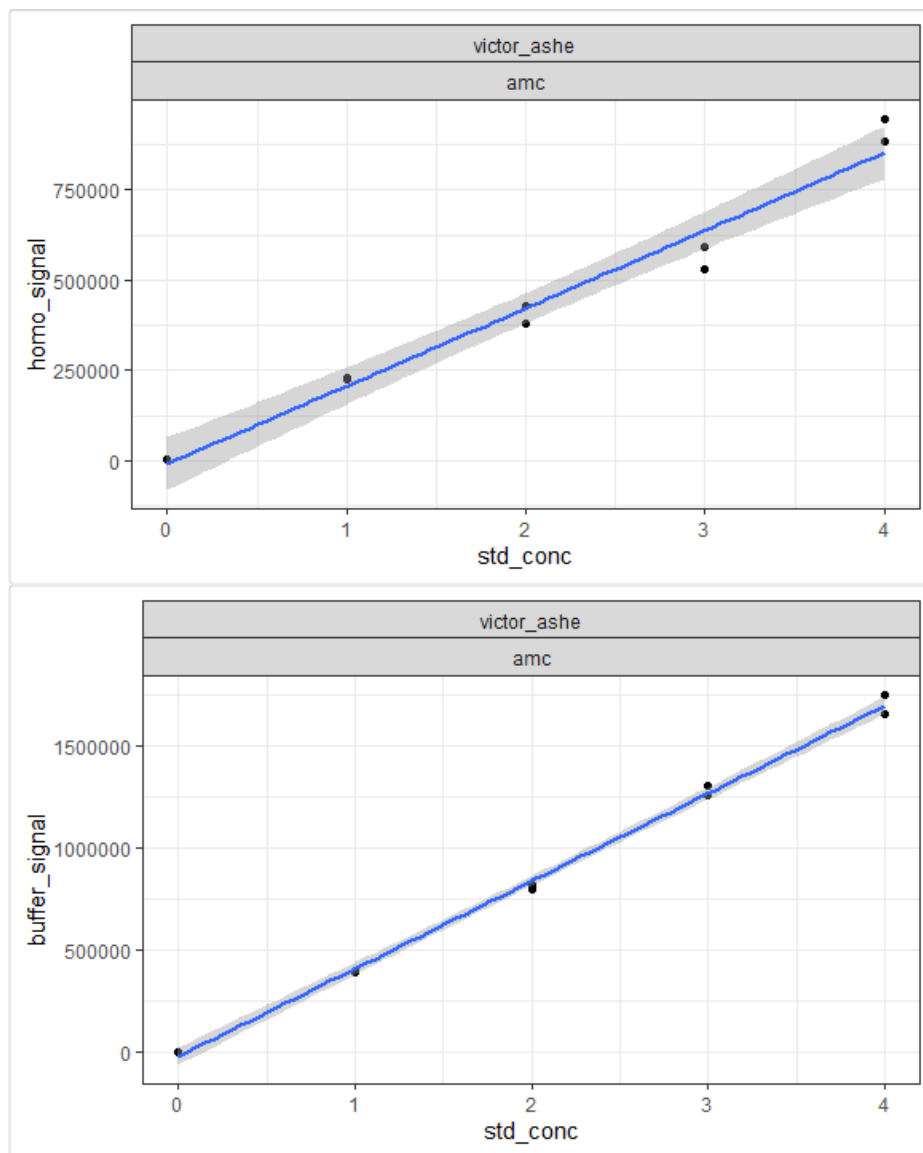 victor_ashe
amc
750000
500000
250000
0
homo_signal
0 1 2 3 4
std_conc
victor_ashe
amc
1500000
1000000
500000
0
buffer_signal
0 1 2 3 4
std_conc